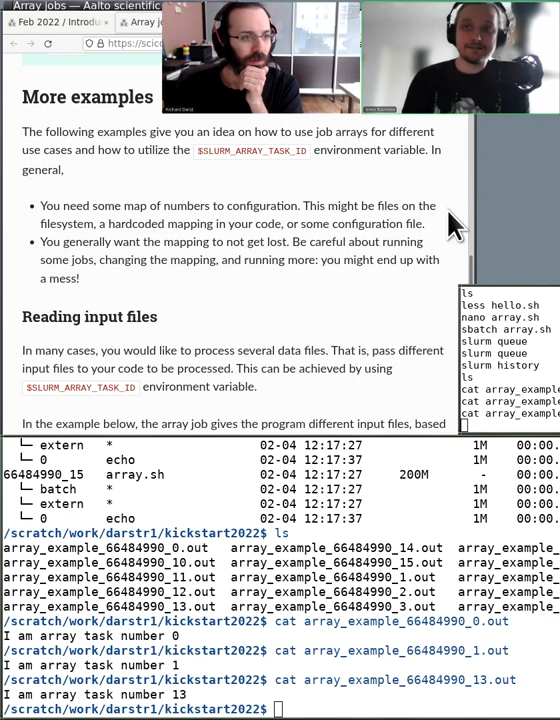 Array jobs — Aalto scientific
Feb 2022 / Introdu
Array jo
https://scicc
Richard Darst
Simo Tuomisto
More examples
The following examples give you an idea on how to use job arrays for different
use cases and how to utilize the $SLURM_ARRAY_TASK_ID environment variable. In
general,
• You need some map of numbers to configuration. This might be files on the
filesystem, a hardcoded mapping in your code, or some configuration file.
• You generally want the mapping to not get lost. Be careful about running
some jobs, changing the mapping, and running more: you might end up with
a mess!
Reading input files
In many cases, you would like to process several data files. That is, pass different
input files to your code to be processed. This can be achieved by using
$SLURM_ARRAY_TASK_ID environment variable.
In the example below, the array job gives the program different input files, based
ls
less hello.sh
nano array.sh
sbatch array.sh
slurm queue
slurm queue
slurm history
ls
cat array_example
cat array_example
cat array_example
└─ extern * 02-04 12:17:27 1M 00:00.
└─ 0 echo 02-04 12:17:37 1M 00:00.
66484990_15 array.sh 02-04 12:17:27 200M - 00:00.
└─ batch * 02-04 12:17:27 1M 00:00.
└─ extern * 02-04 12:17:27 1M 00:00.
└─ 0 echo 02-04 12:17:37 1M 00:00.
/scratch/work/darstr1/kickstart2022$ ls
array_example_66484990_0.out array_example_66484990_14.out array_example_
array_example_66484990_10.out array_example_66484990_15.out array_example_
array_example_66484990_11.out array_example_66484990_1.out array_example_
array_example_66484990_12.out array_example_66484990_2.out array_example_
array_example_66484990_13.out array_example_66484990_3.out array_example_
/scratch/work/darstr1/kickstart2022$ cat array_example_66484990_0.out
I am array task number 0
/scratch/work/darstr1/kickstart2022$ cat array_example_66484990_1.out
I am array task number 1
/scratch/work/darstr1/kickstart2022$ cat array_example_66484990_13.out
I am array task number 13
/scratch/work/darstr1/kickstart2022$